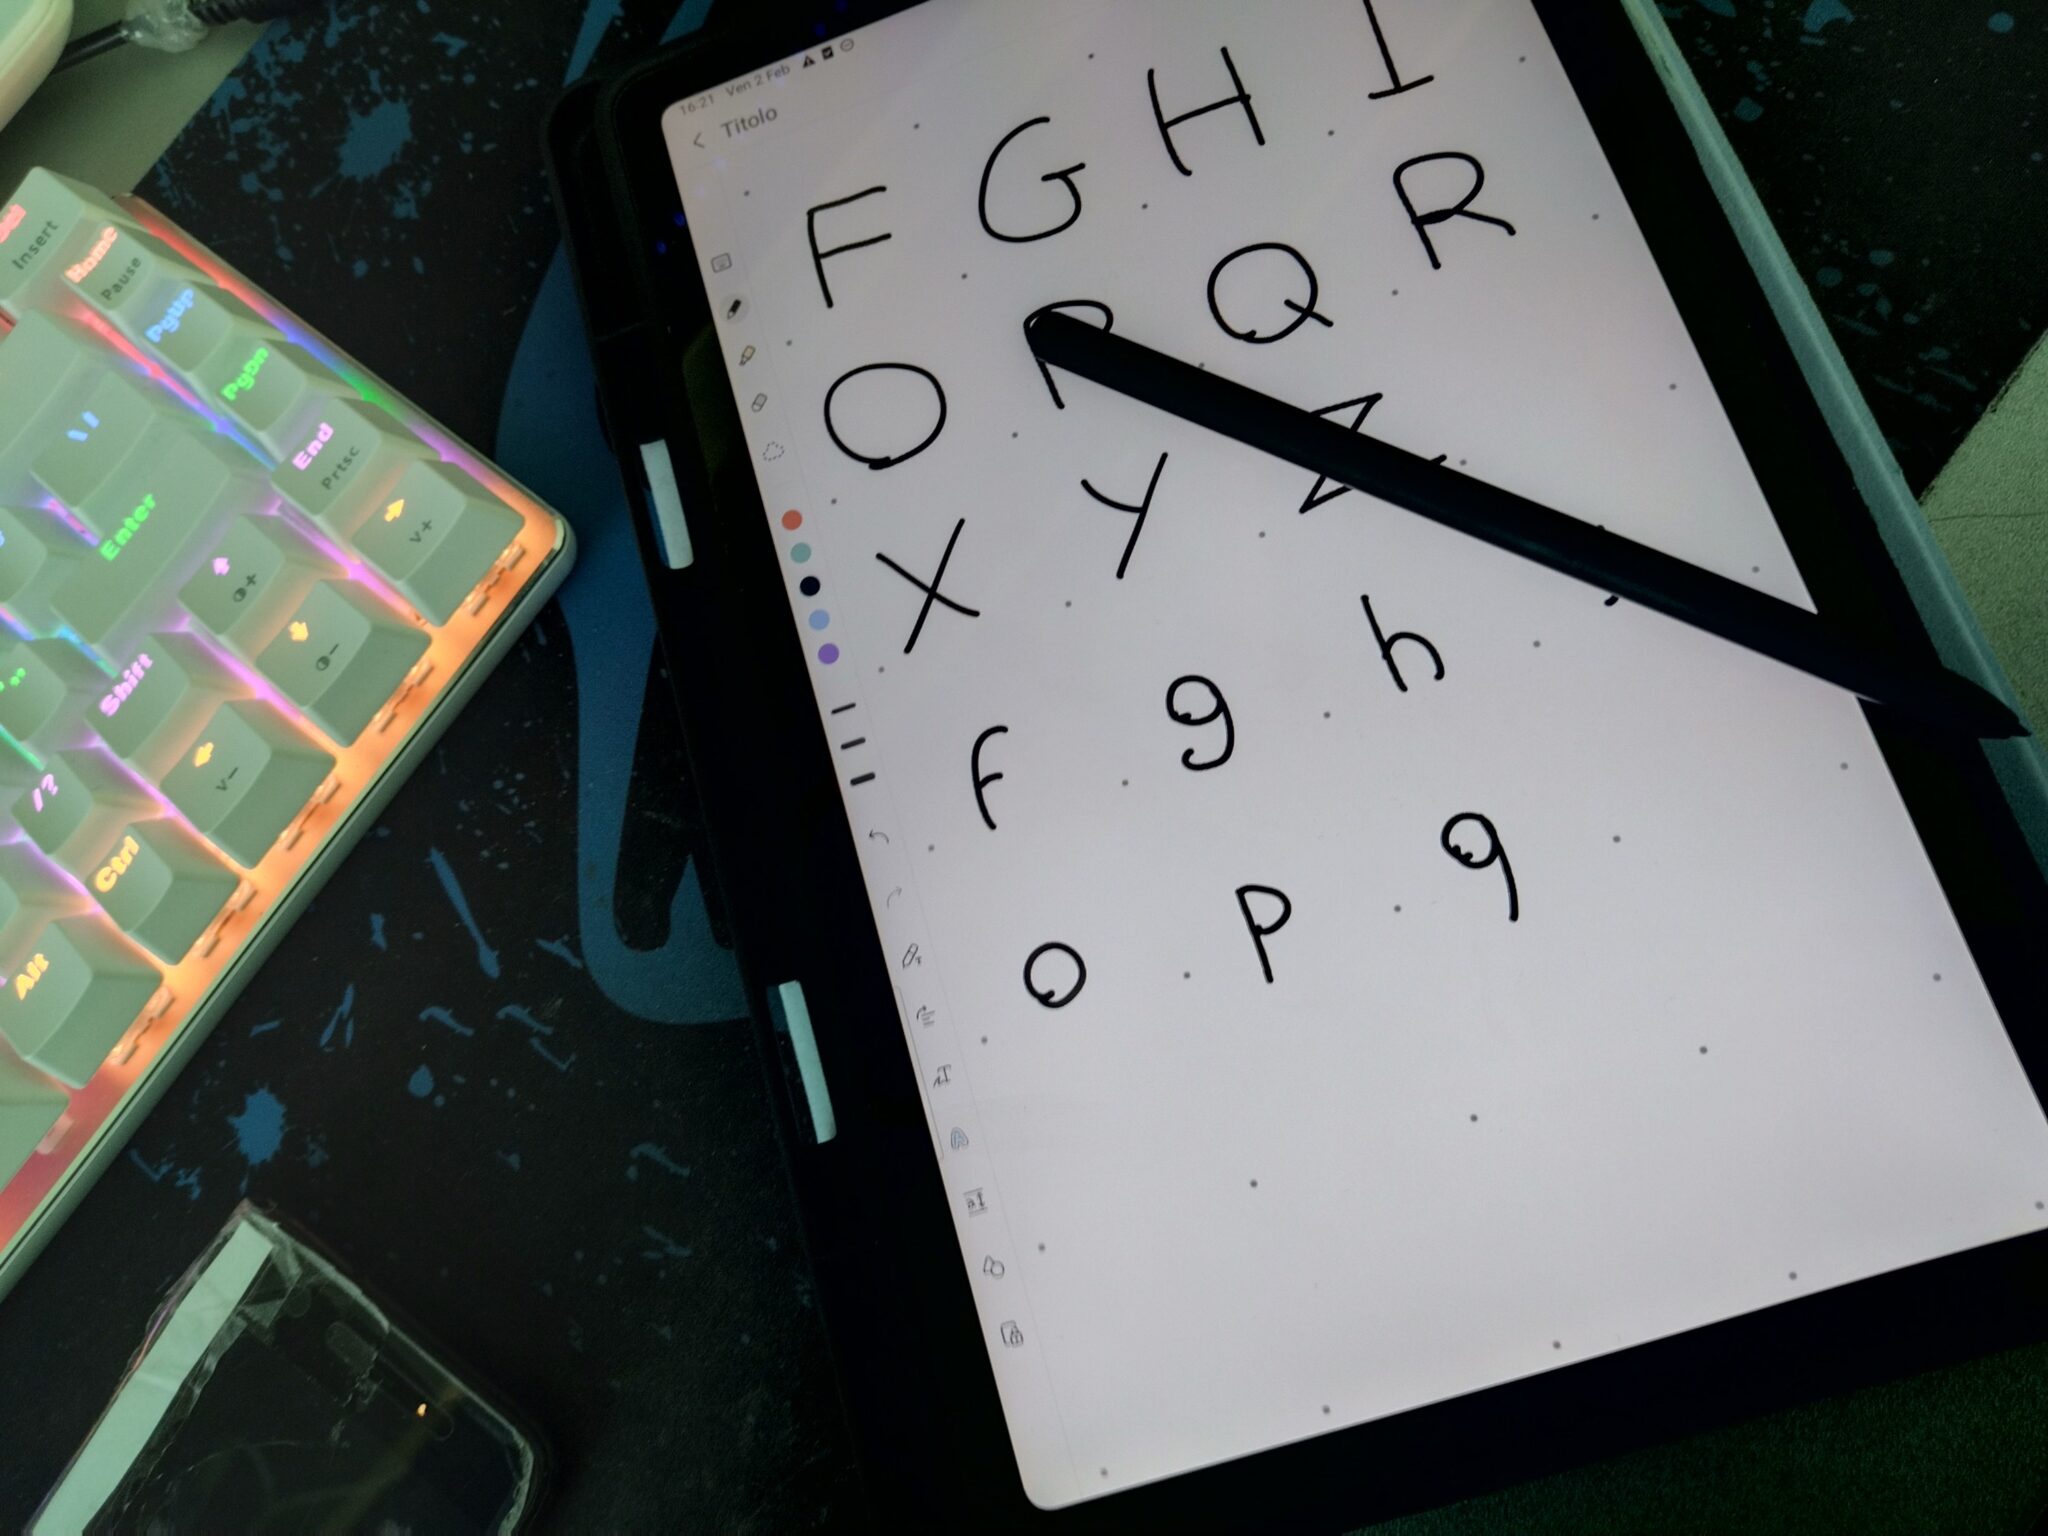 16:21 Ven 2 Feb
Titolo
F G H I
O P Q R
X Y Z
f g h
o p q
Insert
Home
Pause
PgUp
PgDn
\|
End
Prtsc
Enter
V+
Shift
/?
V-
Ctrl
Alt